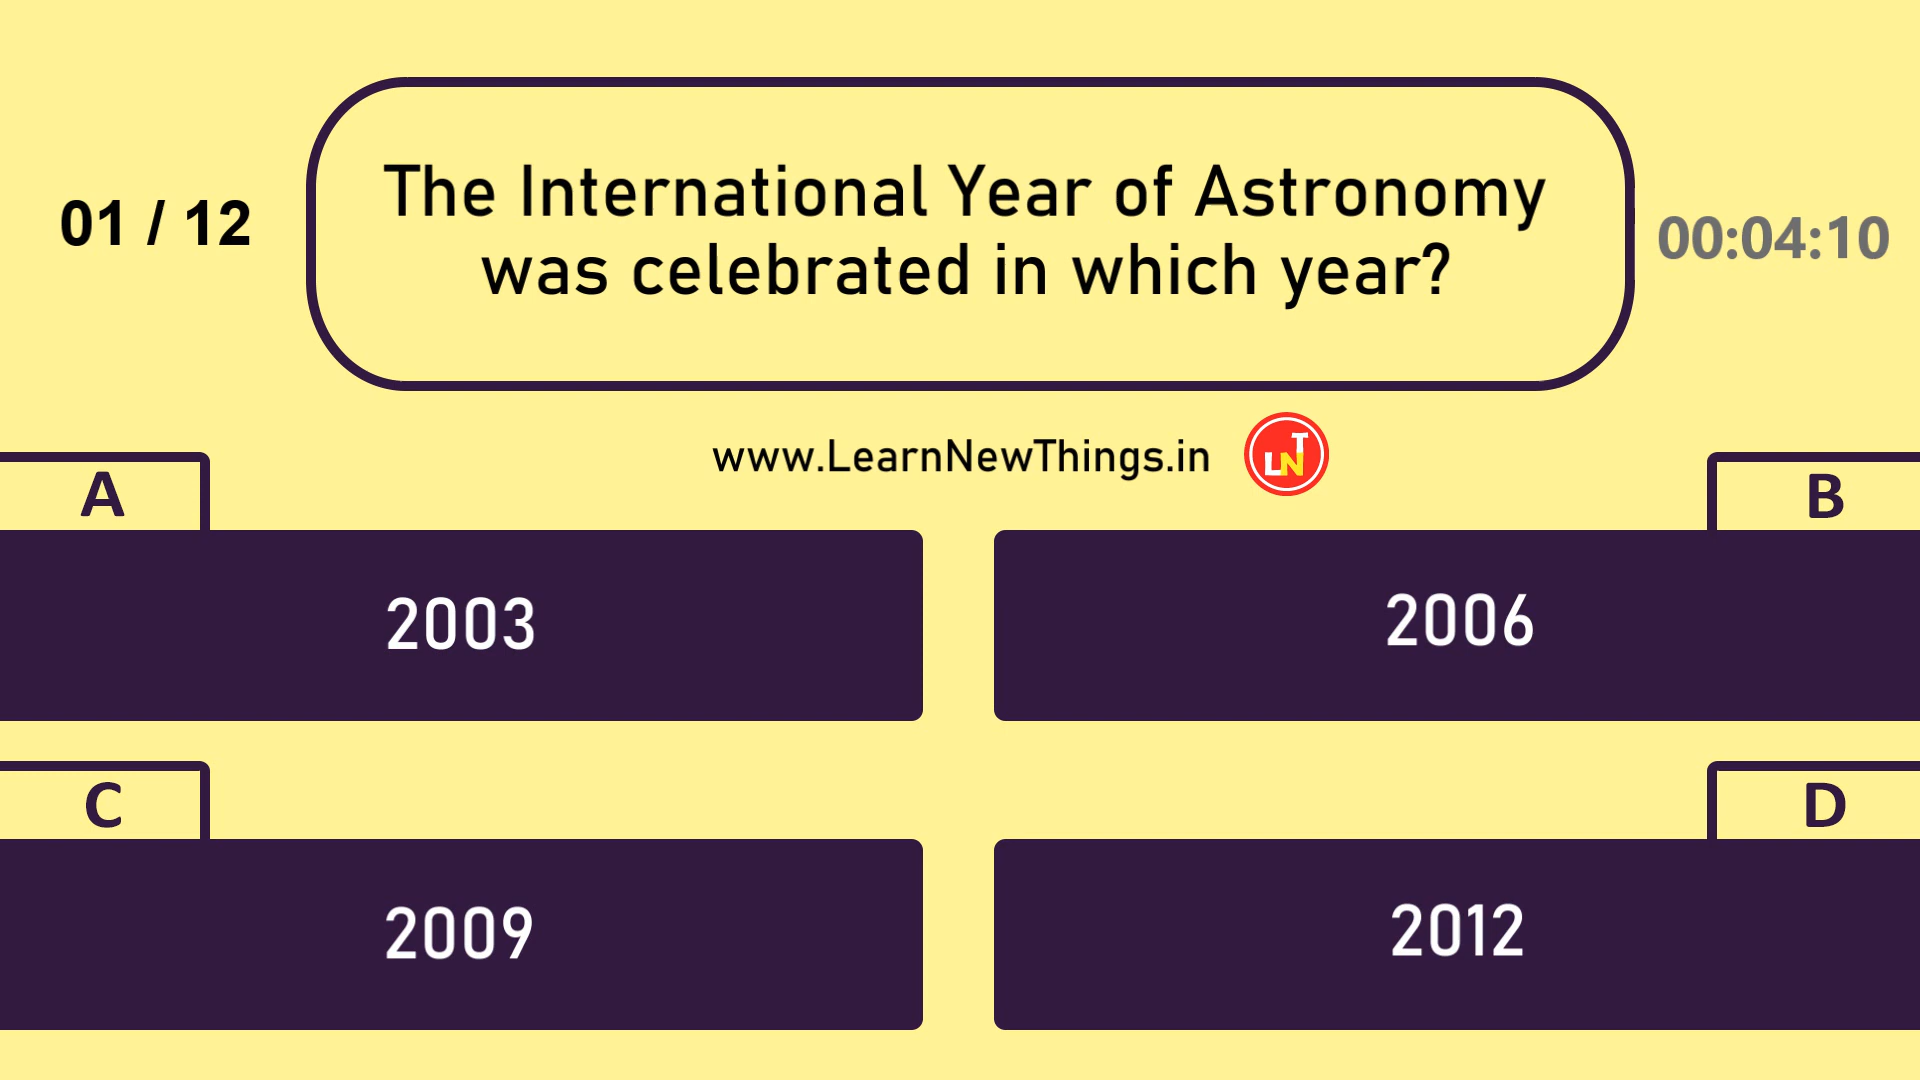 01 / 12
The International Year of Astronomy
was celebrated in which year?
00:04:10
www.LearnNewThings.in
LNT
A
B
2003
2006
C
D
2009
2012